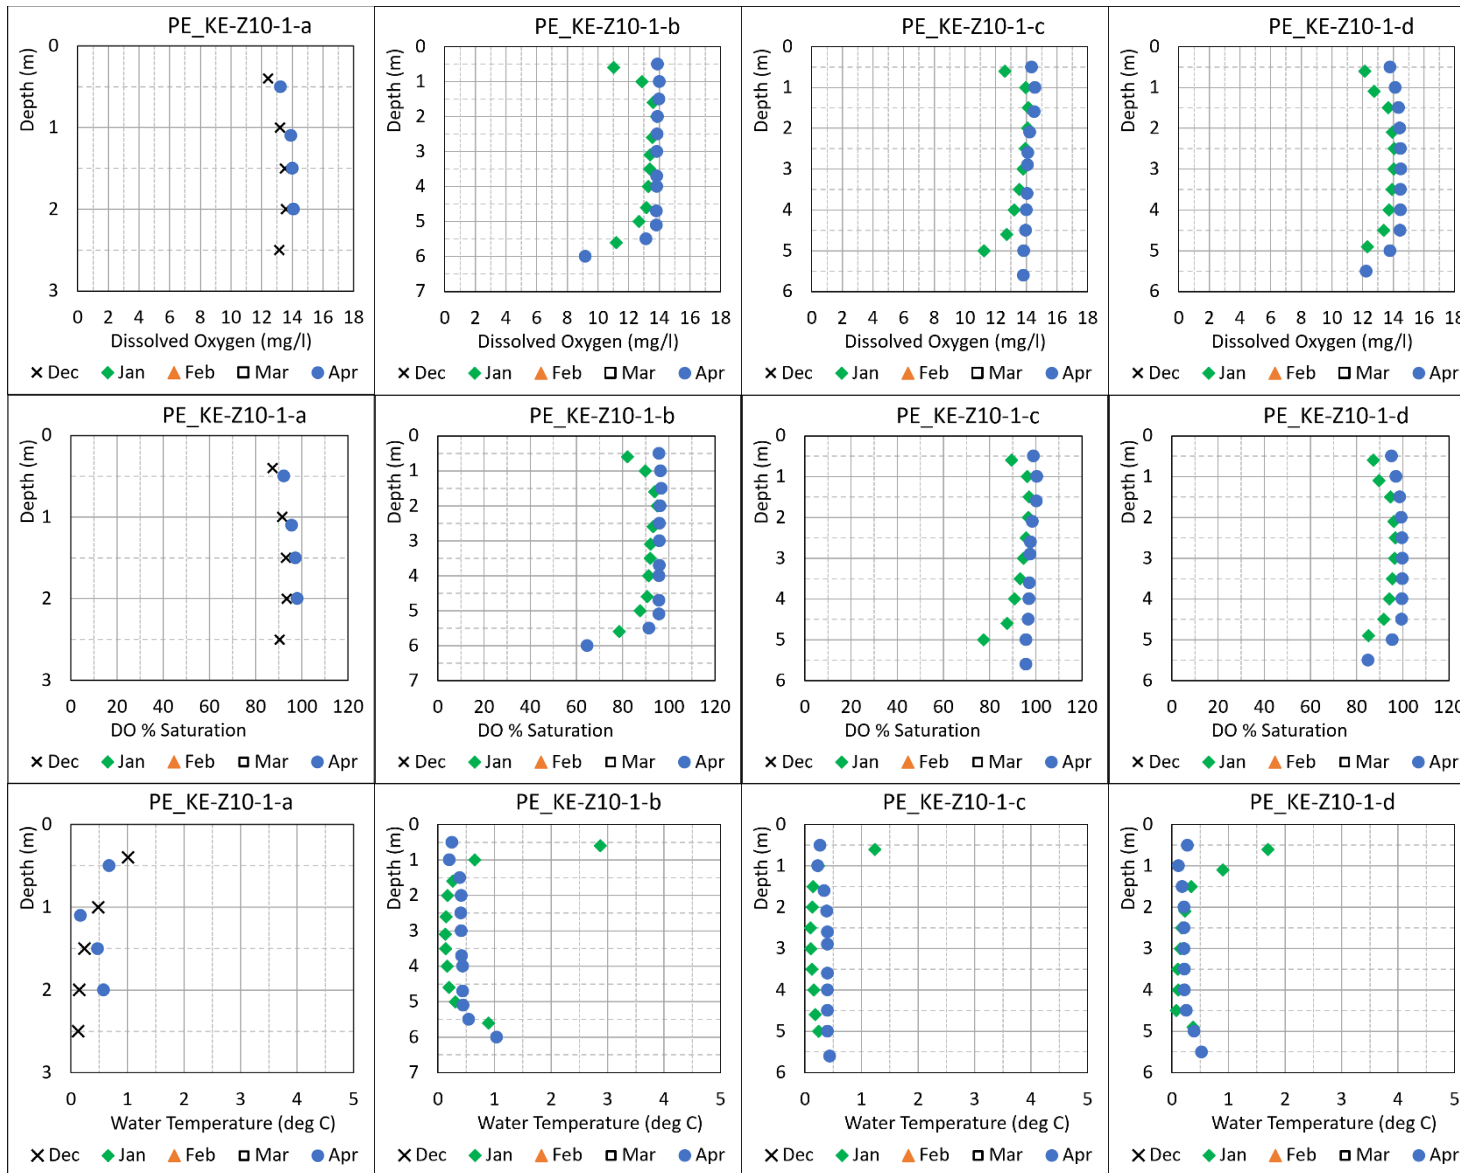 PE_KE-Z10-1-a
Depth (m)
0
1
2
3
0 2 4 6 8 10 12 14 16 18
Dissolved Oxygen (mg/l)
Dec Jan Feb Mar Apr
PE_KE-Z10-1-b
Depth (m)
0
1
2
3
4
5
6
7
0 2 4 6 8 10 12 14 16 18
Dissolved Oxygen (mg/l)
Dec Jan Feb Mar Apr
PE_KE-Z10-1-c
Depth (m)
0
1
2
3
4
5
6
0 2 4 6 8 10 12 14 16 18
Dissolved Oxygen (mg/l)
Dec Jan Feb Mar Apr
PE_KE-Z10-1-d
Depth (m)
0
1
2
3
4
5
6
0 2 4 6 8 10 12 14 16 18
Dissolved Oxygen (mg/l)
Dec Jan Feb Mar Apr
PE_KE-Z10-1-a
Depth (m)
0
1
2
3
0 20 40 60 80 100 120
DO % Saturation
Dec Jan Feb Mar Apr
PE_KE-Z10-1-b
Depth (m)
0
1
2
3
4
5
6
7
0 20 40 60 80 100 120
DO % Saturation
Dec Jan Feb Mar Apr
PE_KE-Z10-1-c
Depth (m)
0
1
2
3
4
5
6
0 20 40 60 80 100 120
DO % Saturation
Dec Jan Feb Mar Apr
PE_KE-Z10-1-d
Depth (m)
0
1
2
3
4
5
6
0 20 40 60 80 100 120
DO % Saturation
Dec Jan Feb Mar Apr
PE_KE-Z10-1-a
Depth (m)
0
1
2
3
0 1 2 3 4 5
Water Temperature (deg C)
Dec Jan Feb Mar Apr
PE_KE-Z10-1-b
Depth (m)
0
1
2
3
4
5
6
7
0 1 2 3 4 5
Water Temperature (deg C)
Dec Jan Feb Mar Apr
PE_KE-Z10-1-c
Depth (m)
0
1
2
3
4
5
6
0 1 2 3 4 5
Water Temperature (deg C)
Dec Jan Feb Mar Apr
PE_KE-Z10-1-d
Depth (m)
0
1
2
3
4
5
6
0 1 2 3 4 5
Water Temperature (deg C)
Dec Jan Feb Mar Apr